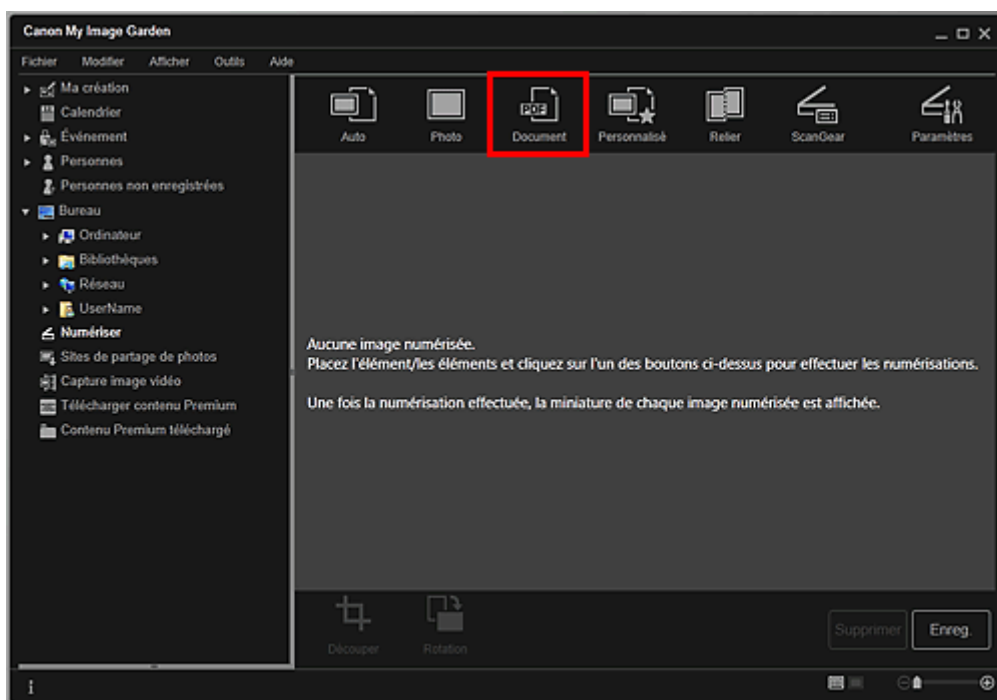 Canon My Image Garden
Fichier Modifier Afficher Outils Aide
Ma création
Calendrier
Événement
Personnes
Personnes non enregistrées
Bureau
Ordinateur
Bibliothèques
Réseau
UserName
Numériser
Sites de partage de photos
Capture image vidéo
Télécharger contenu Premium
Contenu Premium téléchargé
Auto Photo PDF Document Personnalisé Relier ScanGear Paramètres
Aucune image numérisée.
Placez l'élément/les éléments et cliquez sur l'un des boutons ci-dessus pour effectuer les numérisations.
Une fois la numérisation effectuée, la miniature de chaque image numérisée est affichée.
Découper Rotation Supprimer Enreg.